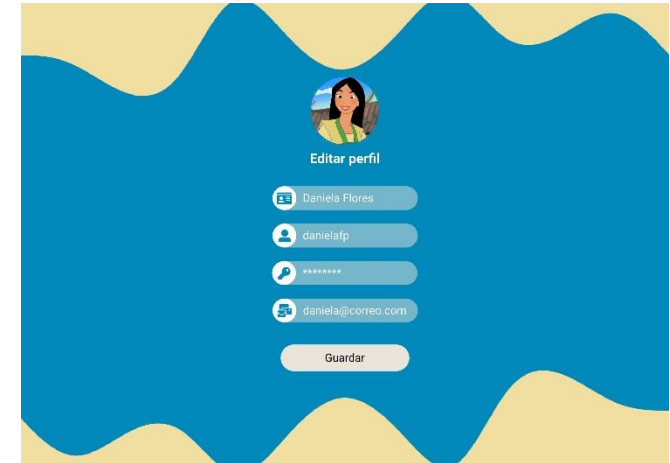 Editar perfil
Daniela Flores
danielafp
********
daniela@correo.com
Guardar